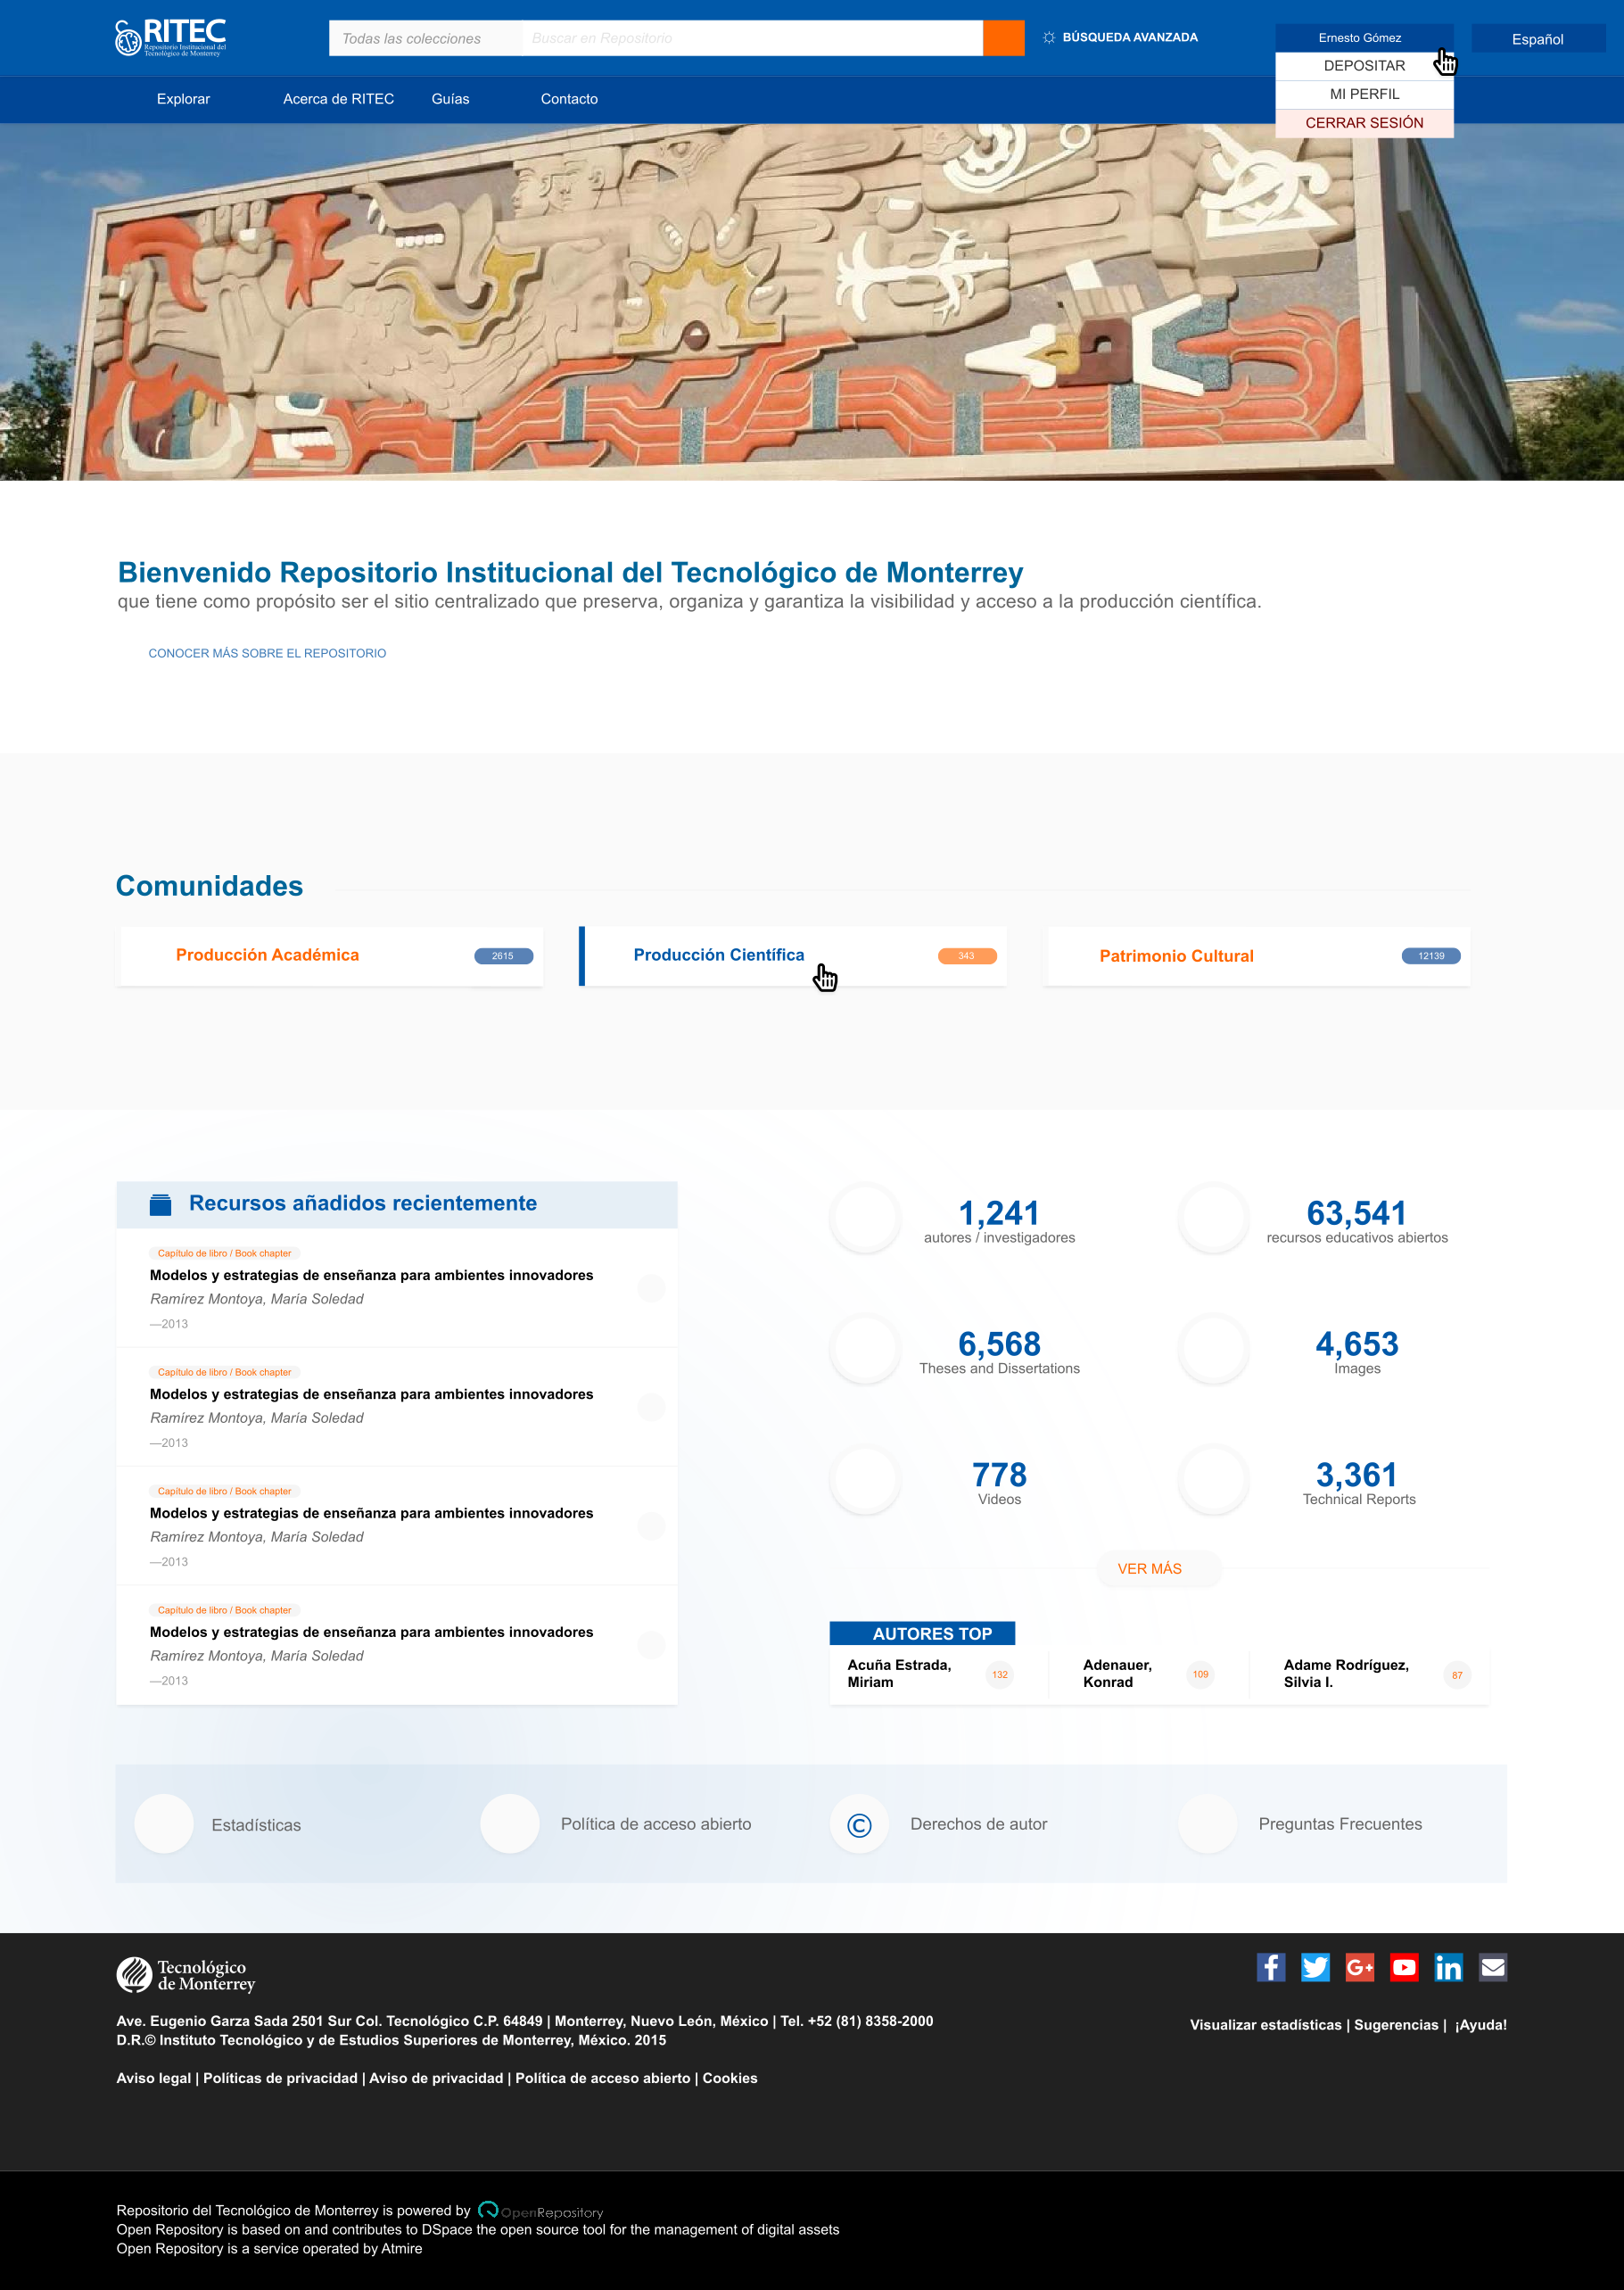 RITEC
Repositorio Institucional del
Tecnológico de Monterrey
Todas las colecciones
Buscar en Repositorio
BÚSQUEDA AVANZADA
Ernesto Gómez
Español
DEPOSITAR
MI PERFIL
CERRAR SESIÓN
Explorar
Acerca de RITEC
Guías
Contacto
Bienvenido Repositorio Institucional del Tecnológico de Monterrey
que tiene como propósito ser el sitio centralizado que preserva, organiza y garantiza la visibilidad y acceso a la producción científica.
CONOCER MÁS SOBRE EL REPOSITORIO
Comunidades
Producción Académica
2615
Producción Científica
343
Patrimonio Cultural
12139
Recursos añadidos recientemente
Capítulo de libro / Book chapter
Modelos y estrategias de enseñanza para ambientes innovadores
Ramírez Montoya, María Soledad
—2013
Capítulo de libro / Book chapter
Modelos y estrategias de enseñanza para ambientes innovadores
Ramírez Montoya, María Soledad
—2013
Capítulo de libro / Book chapter
Modelos y estrategias de enseñanza para ambientes innovadores
Ramírez Montoya, María Soledad
—2013
Capítulo de libro / Book chapter
Modelos y estrategias de enseñanza para ambientes innovadores
Ramírez Montoya, María Soledad
—2013
1,241
autores / investigadores
63,541
recursos educativos abiertos
6,568
Theses and Dissertations
4,653
Images
778
Videos
3,361
Technical Reports
VER MÁS
AUTORES TOP
Acuña Estrada,
Miriam
132
Adenauer,
Konrad
109
Adame Rodríguez,
Silvia I.
87
Estadísticas
Política de acceso abierto
©
Derechos de autor
Preguntas Frecuentes
Tecnológico
de Monterrey
Ave. Eugenio Garza Sada 2501 Sur Col. Tecnológico C.P. 64849 | Monterrey, Nuevo León, México | Tel. +52 (81) 8358-2000
D.R.© Instituto Tecnológico y de Estudios Superiores de Monterrey, México. 2015
Visualizar estadísticas | Sugerencias | ¡Ayuda!
Aviso legal | Políticas de privacidad | Aviso de privacidad | Política de acceso abierto | Cookies
Repositorio del Tecnológico de Monterrey is powered by OpenRepository
Open Repository is based on and contributes to DSpace the open source tool for the management of digital assets
Open Repository is a service operated by Atmire